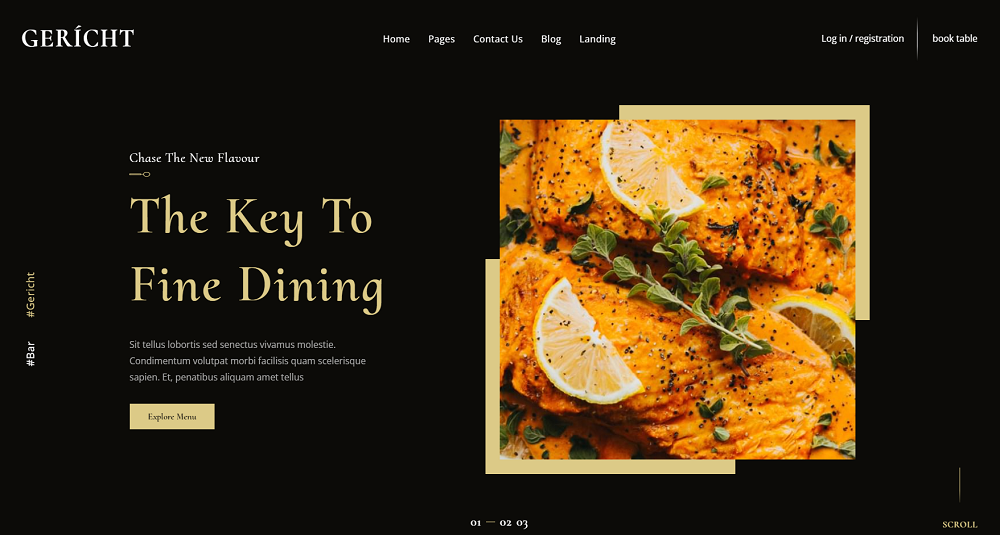 GERÍCHT
Home
Pages
Contact Us
Blog
Landing
Log in / registration
book table
Chase The New Flavour
The Key To
Fine Dining
Sit tellus lobortis sed senectus vivamus molestie.
Condimentum volutpat morbi facilisis quam scelerisque
sapien. Et, penatibus aliquam amet tellus
Explore Menu
#Gericht
#Bar
01 — 02 03
SCROLL